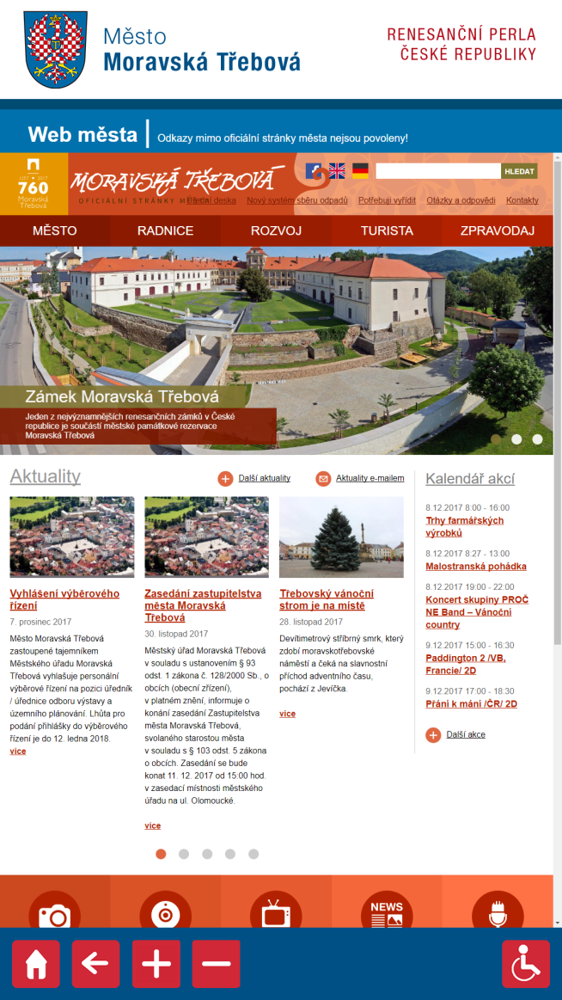 Město
Moravská Třebová
RENESANČNÍ PERLA
ČESKÉ REPUBLIKY
Web města | Odkazy mimo oficiální stránky města nejsou povoleny!
1257 • 2017
760
Moravská
Třebová
MORAVSKÁ TŘEBOVÁ
OFICIÁLNÍ STRÁNKY MĚSTA
HLEDAT
Úřední deska Nový systém sběru odpadů Potřebuji vyřídit Otázky a odpovědi Kontakty
MĚSTO RADNICE ROZVOJ TURISTA ZPRAVODAJ
Zámek Moravská Třebová
Jeden z nejvýznamnějších renesančních zámků v České
republice je součástí městské památkové rezervace
Moravská Třebová
Aktuality
Další aktuality
Aktuality e-mailem
Vyhlášení výběrového
řízení
7. prosinec 2017
Město Moravská Třebová
zastoupené tajemníkem
Městského úřadu Moravská
Třebová vyhlašuje personální
výběrové řízení na pozici úředník
/ úřednice odboru výstavy a
územního plánování. Lhůta pro
podání přihlášky do výběrového
řízení je do 12. ledna 2018.
více
Zasedání zastupitelstva
města Moravská
Třebová
30. listopad 2017
Městský úřad Moravská Třebová
v souladu s ustanovením § 93
odst. 1 zákona č. 128/2000 Sb., o
obcích (obecní zřízení),
v platném znění, informuje o
konání zasedání Zastupitelstva
města Moravská Třebová,
svolaného starostou města
v souladu s § 103 odst. 5 zákona
o obcích. Zasedání se bude
konat 11. 12. 2017 od 15:00 hod.
v zasedací místnosti městského
úřadu na ul. Olomoucké.
více
Třebovský vánoční
strom je na místě
28. listopad 2017
Devítimetrový stříbrný smrk, který
zdobí moravskotřebovské
náměstí a čeká na slavnostní
příchod adventního času,
pochází z Jevíčka.
více
Kalendář akcí
8.12.2017 8:00 - 16:00
Trhy farmářských
výrobků
8.12.2017 8:27 - 13:00
Malostranská pohádka
8.12.2017 19:00 - 22:00
Koncert skupiny PROČ
NE Band – Vánoční
country
9.12.2017 15:00 - 16:30
Paddington 2 /VB,
Francie/ 2D
9.12.2017 17:00 - 18:30
Přání k mání /ČR/ 2D
Další akce
NEWS